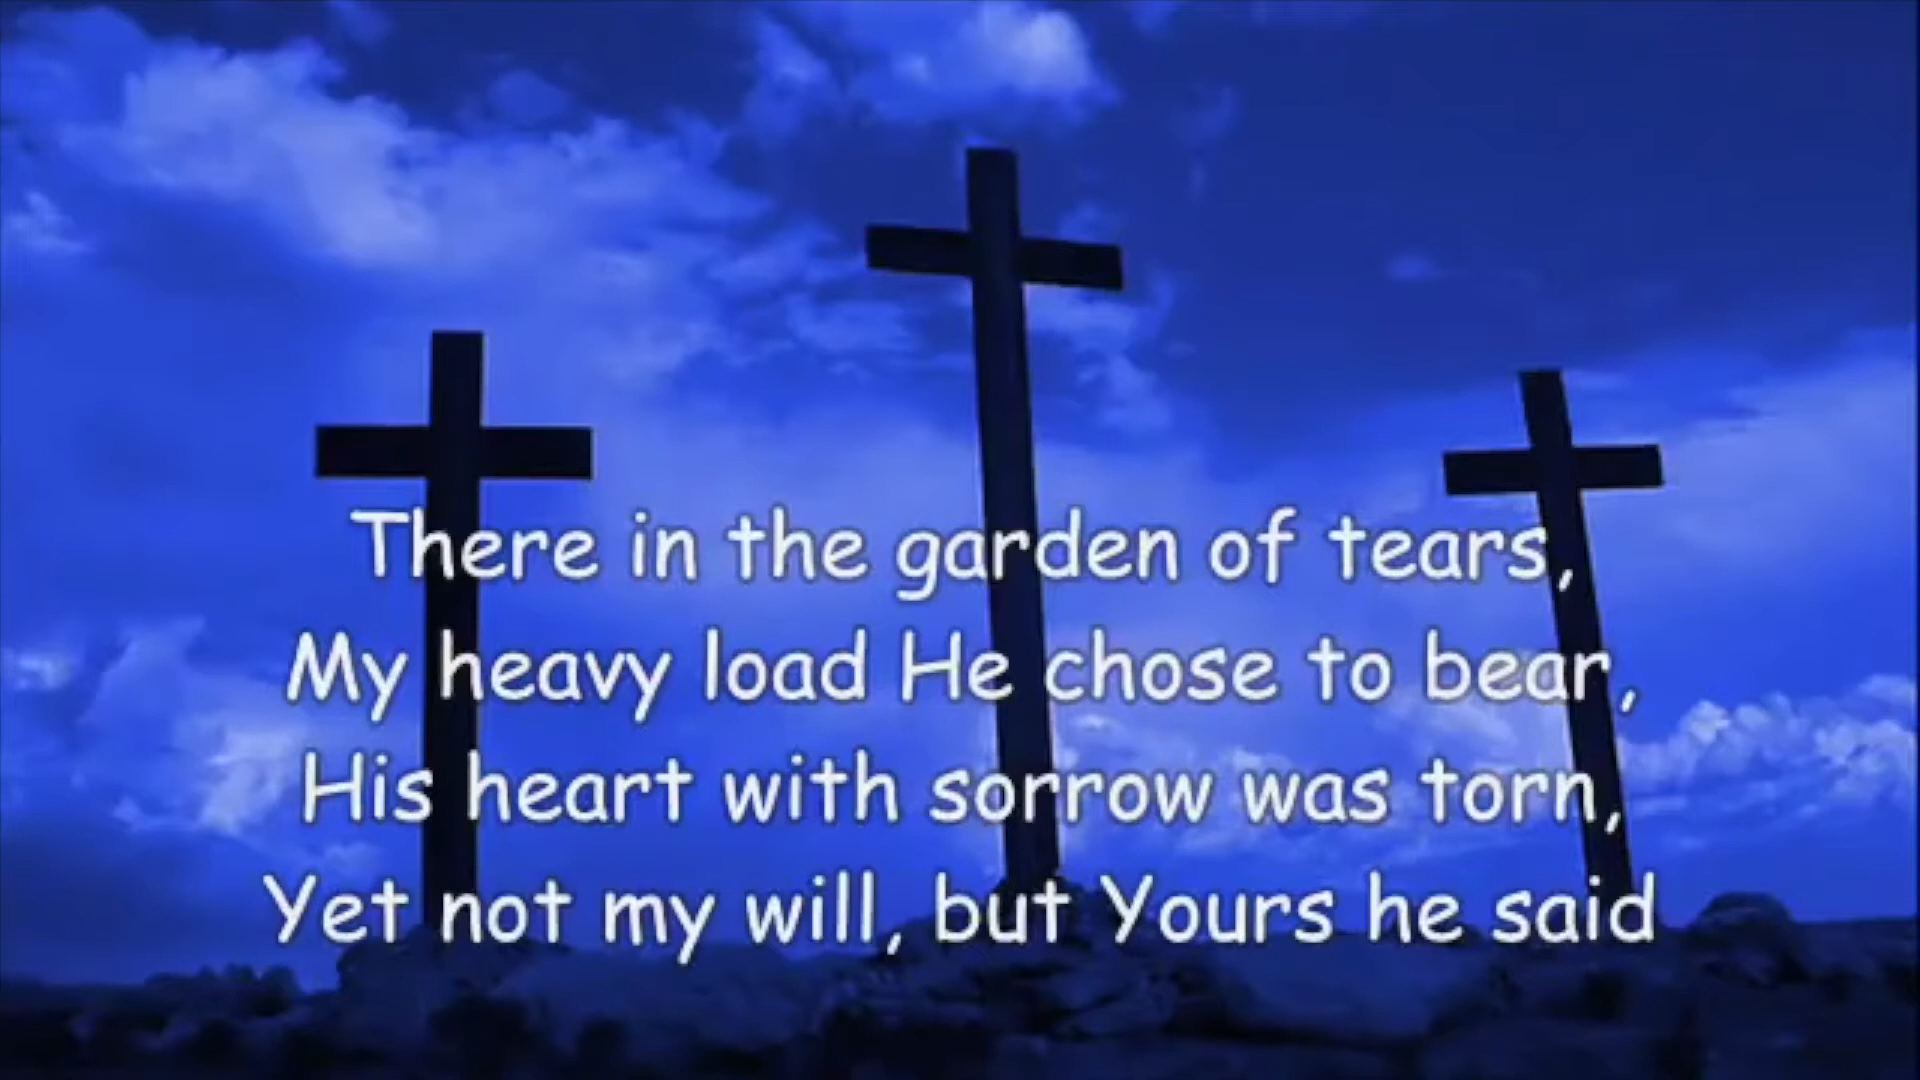 There in the garden of tears,
My heavy load He chose to bear,
His heart with sorrow was torn,
Yet not my will, but Yours he said